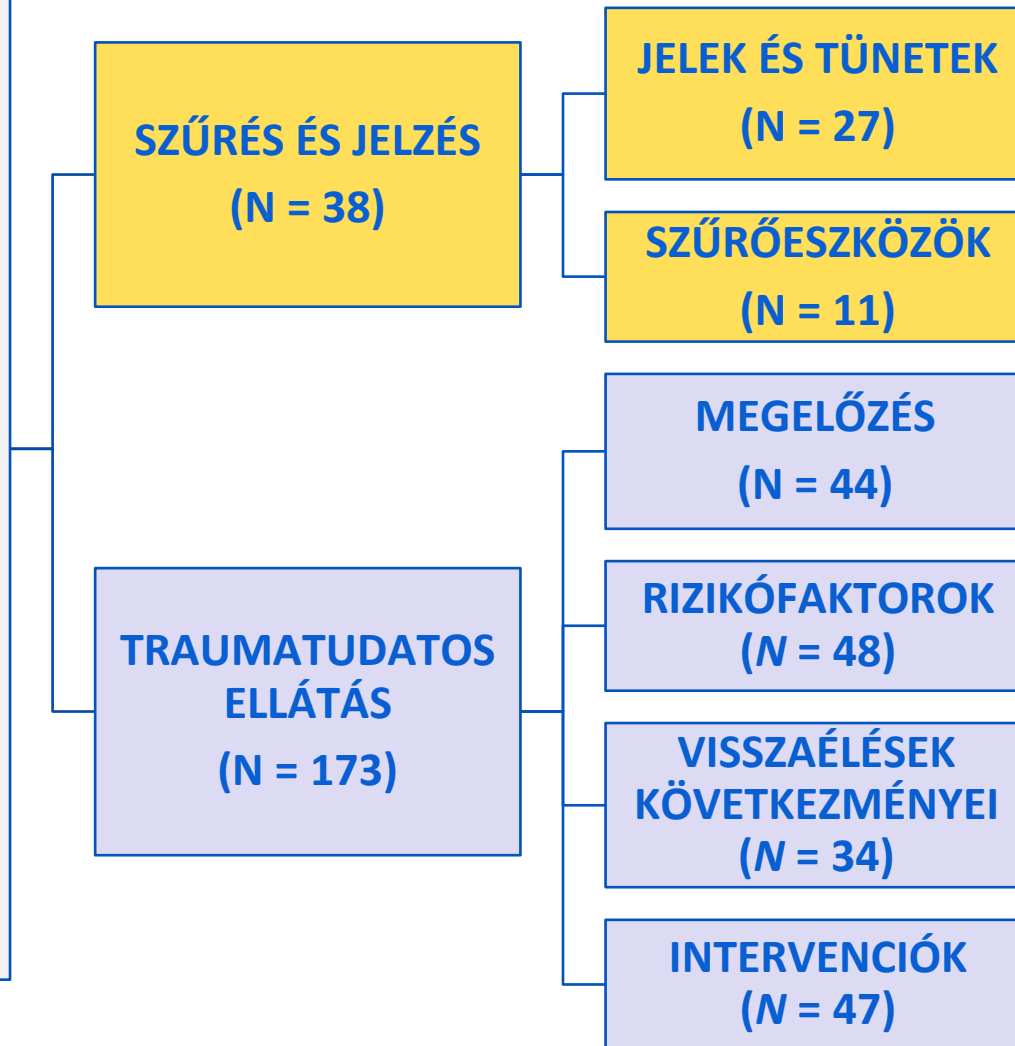 SZŰRÉS ÉS JELZÉS
(N = 38)
JELEK ÉS TÜNETEK
(N = 27)
SZŰRŐESZKÖZÖK
(N = 11)
TRAUMATUDATOS
ELLÁTÁS
(N = 173)
MEGELŐZÉS
(N = 44)
RIZIKÓFAKTOROK
(N = 48)
VISSZAÉLÉSEK
KÖVETKEZMÉNYEI
(N = 34)
INTERVENCIÓK
(N = 47)